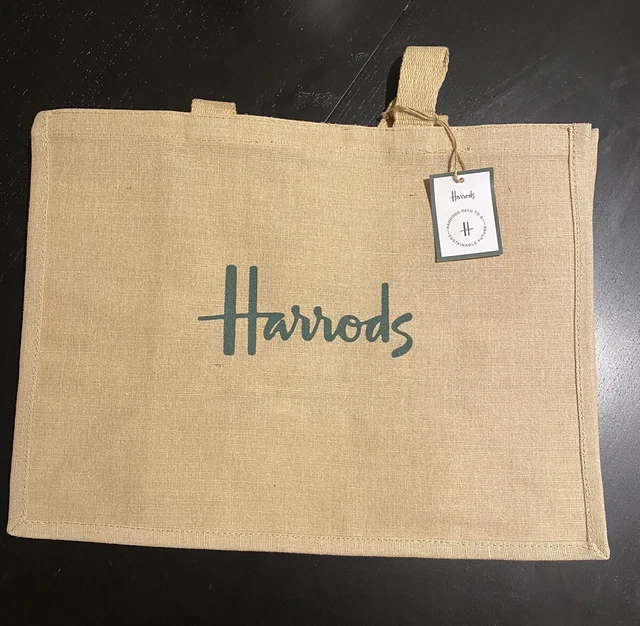 Harrods
HARRODS PATH TO A
H
SUSTAINABLE FUTURE
Harrods